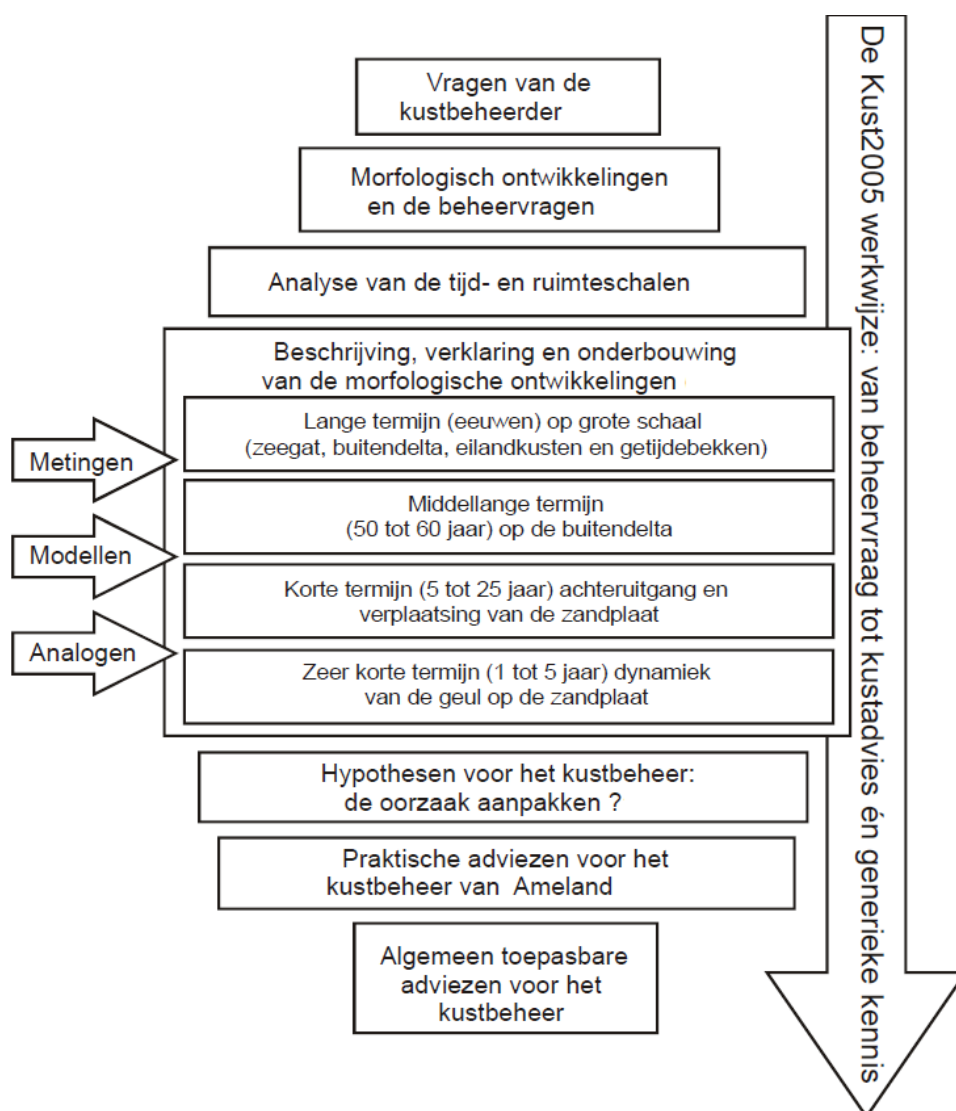 Vragen van de
kustbeheerder
Morfologisch ontwikkelingen
en de beheervragen
Analyse van de tijd- en ruimteschalen
Beschrijving, verklaring en onderbouwing
van de morfologische ontwikkelingen
Lange termijn (eeuwen) op grote schaal
(zeegat, buitendelta, eilandkusten en getijdebekken)
Middellange termijn
(50 tot 60 jaar) op de buitendelta
Korte termijn (5 tot 25 jaar) achteruitgang en
verplaatsing van de zandplaat
Zeer korte termijn (1 tot 5 jaar) dynamiek
van de geul op de zandplaat
Metingen
Modellen
Analogen
Hypothesen voor het kustbeheer:
de oorzaak aanpakken ?
Praktische adviezen voor het
kustbeheer van Ameland
Algemeen toepasbare
adviezen voor het
kustbeheer
De Kust2005 werkwijze: van beheervraag tot kustadvies én generieke kennis